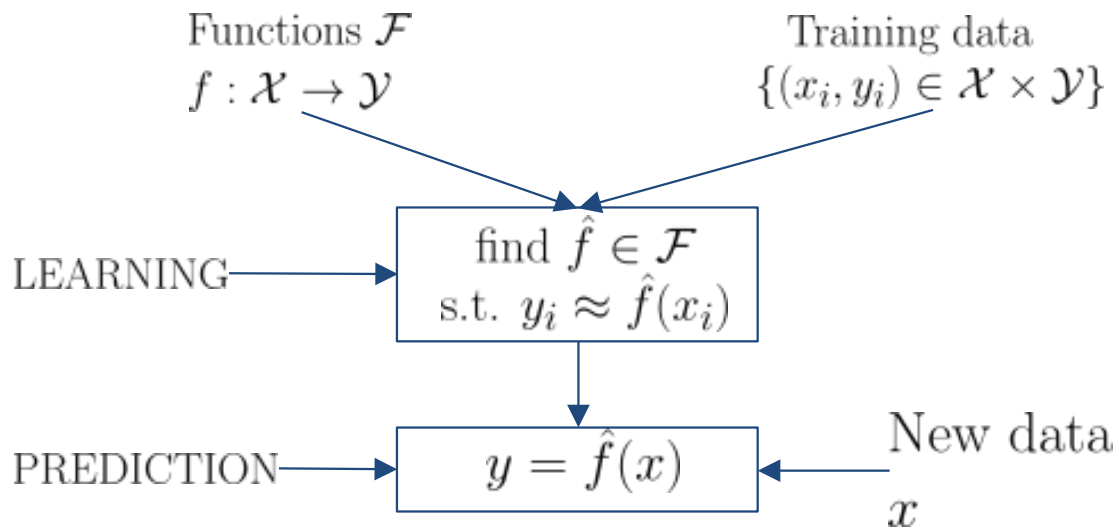 Functions ℱ
f : 𝒳 → 𝒴
Training data
{(xᵢ, yᵢ) ∈ 𝒳 × 𝒴}
LEARNING
find f̂ ∈ ℱ
s.t. yᵢ ≈ f̂(xᵢ)
PREDICTION
y = f̂(x)
New data
x